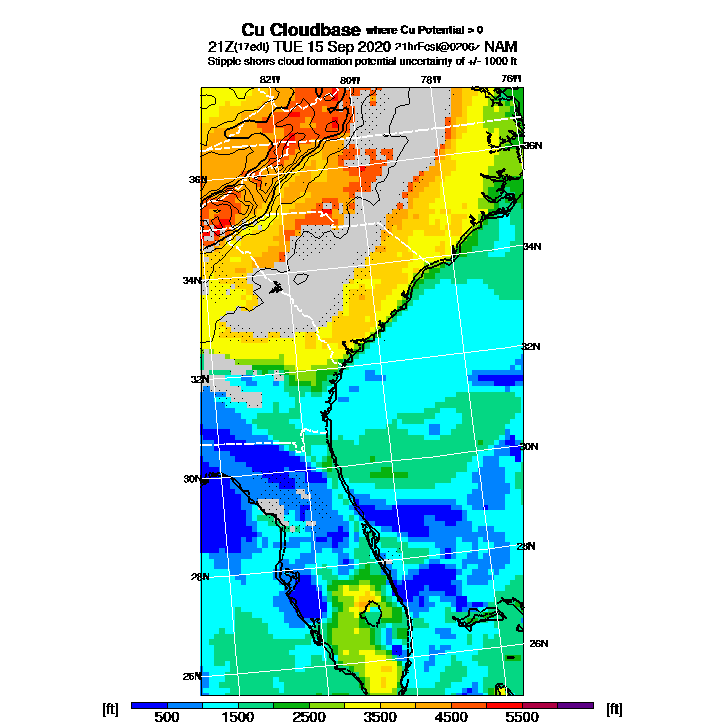 Cu Cloudbase where Cu Potential > 0
21Z(17edt) TUE 15 Sep 2020 21hrFcst@0206z NAM
Stipple shows cloud formation potential uncertainty of +/- 1000 ft
82W 80W 78W 76W
36N
36N
34N
34N
32N
32N
30N
30N
28N
28N
26N
26N
[ft] 500 1500 2500 3500 4500 5500 [ft]